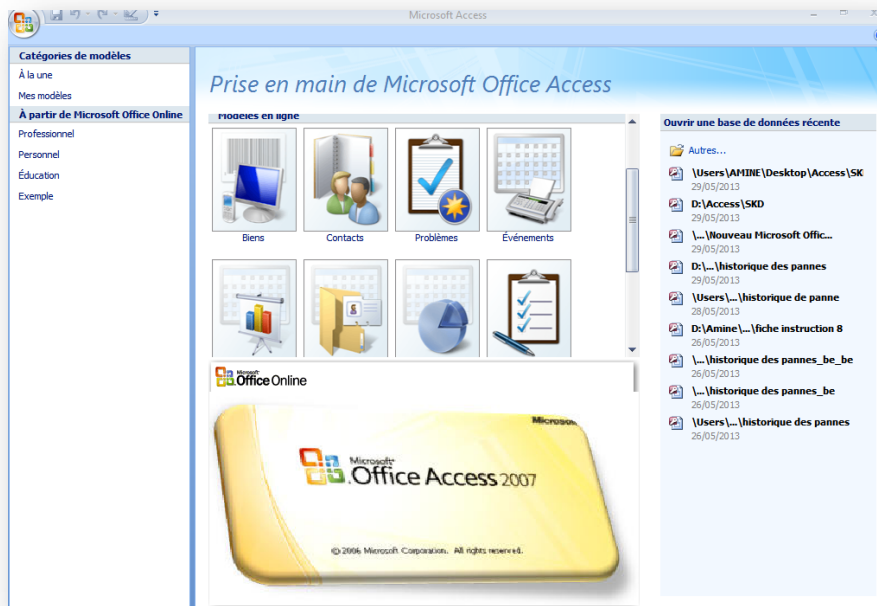 Microsoft Access
Catégories de modèles
À la une
Mes modèles
À partir de Microsoft Office Online
Professionnel
Personnel
Éducation
Exemple
Prise en main de Microsoft Office Access
Modèles en ligne
Biens
Contacts
Problèmes
Événements
Microsoft
Office Online
Microsoft
Microsoft
Office Access 2007
© 2006 Microsoft Corporation. All rights reserved.
Ouvrir une base de données récente
Autres...
\Users\AMINE\Desktop\Access\SK
29/05/2013
D:\Access\SKD
29/05/2013
\...\Nouveau Microsoft Offic...
29/05/2013
D:\...\historique des pannes
29/05/2013
\Users\...\historique de panne
28/05/2013
D:\Amine\...\fiche instruction 8
26/05/2013
\...\historique des pannes_be_be
26/05/2013
\...\historique des pannes_be
26/05/2013
\Users\...\historique des pannes
26/05/2013